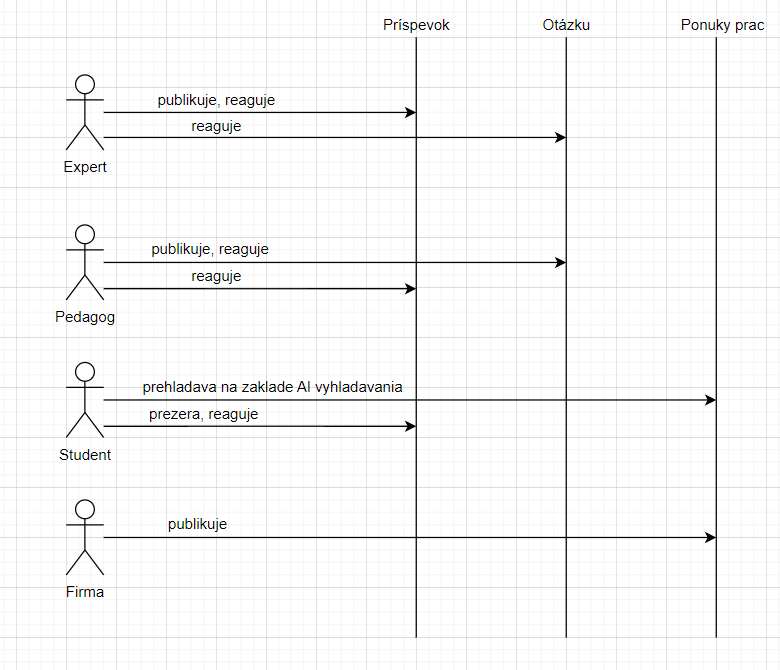 Príspevok
Otázku
Ponuky prac
publikuje, reaguje
reaguje
Expert
publikuje, reaguje
reaguje
Pedagog
prehladava na zaklade AI vyhladavania
prezera, reaguje
Student
publikuje
Firma